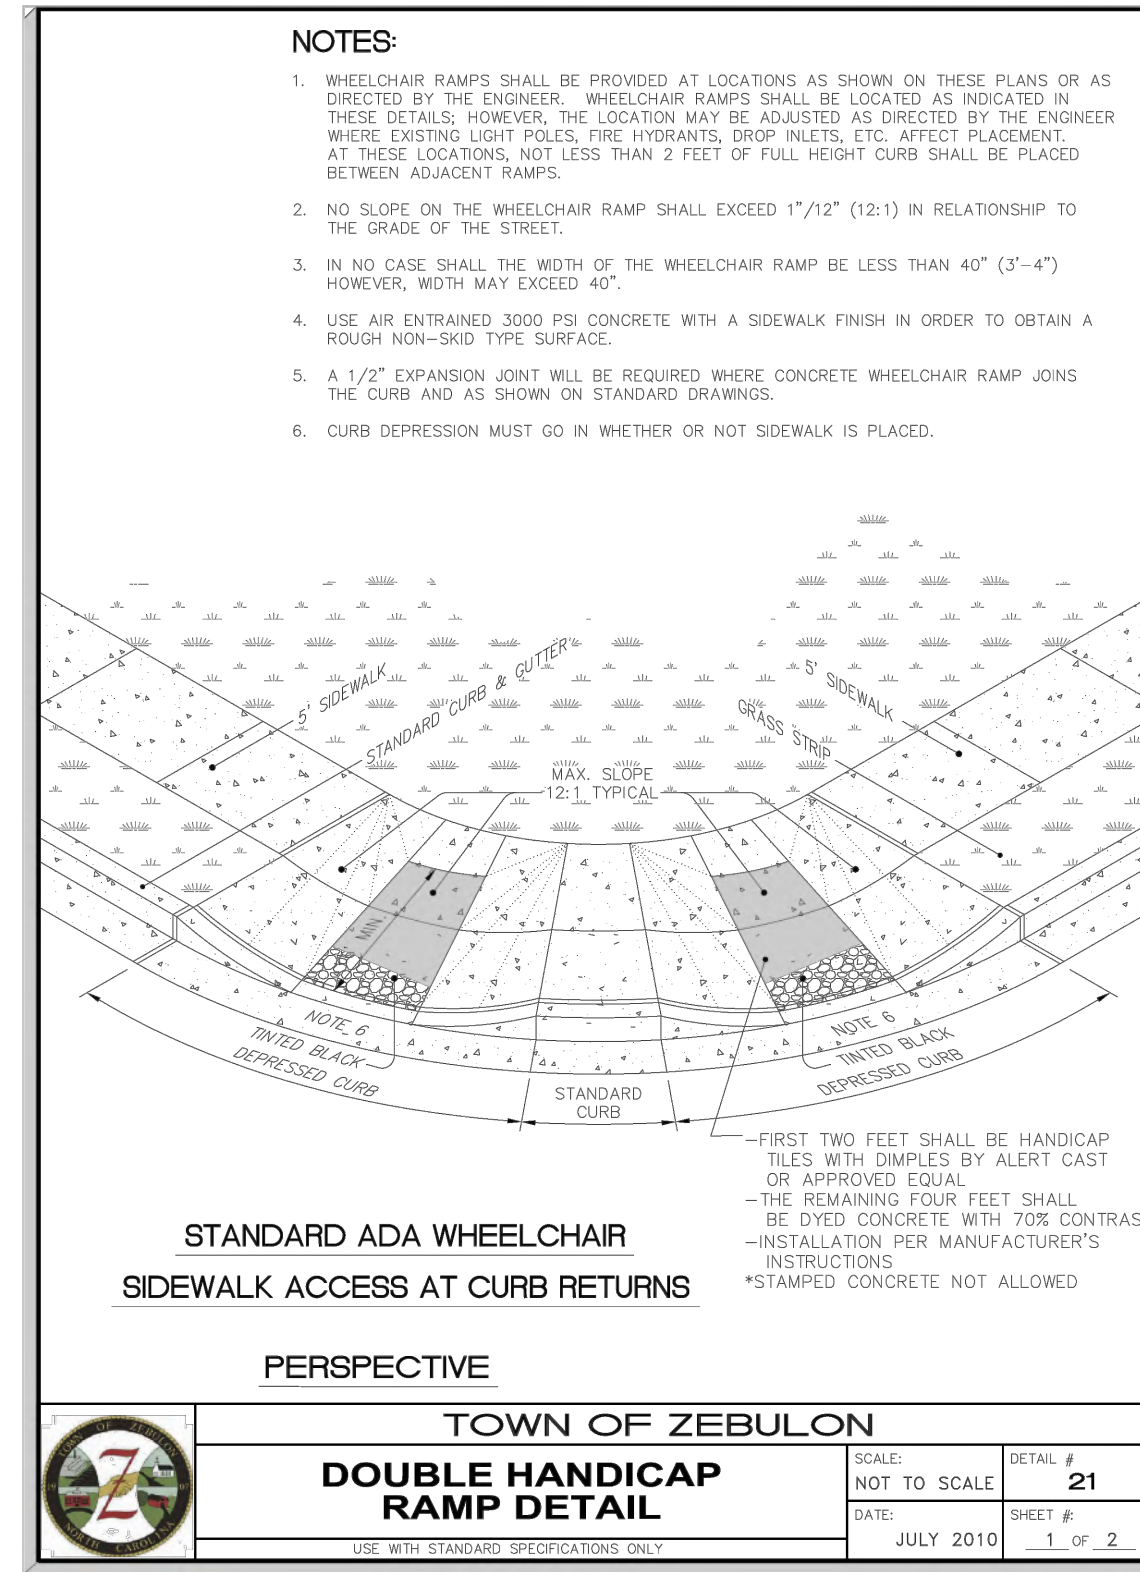 NOTES:
1. WHEELCHAIR RAMPS SHALL BE PROVIDED AT LOCATIONS AS SHOWN ON THESE PLANS OR AS
DIRECTED BY THE ENGINEER. WHEELCHAIR RAMPS SHALL BE LOCATED AS INDICATED IN
THESE DETAILS; HOWEVER, THE LOCATION MAY BE ADJUSTED AS DIRECTED BY THE ENGINEER
WHERE EXISTING LIGHT POLES, FIRE HYDRANTS, DROP INLETS, ETC. AFFECT PLACEMENT.
AT THESE LOCATIONS, NOT LESS THAN 2 FEET OF FULL HEIGHT CURB SHALL BE PLACED
BETWEEN ADJACENT RAMPS.
2. NO SLOPE ON THE WHEELCHAIR RAMP SHALL EXCEED 1"/12" (12:1) IN RELATIONSHIP TO
THE GRADE OF THE STREET.
3. IN NO CASE SHALL THE WIDTH OF THE WHEELCHAIR RAMP BE LESS THAN 40" (3'-4")
HOWEVER, WIDTH MAY EXCEED 40".
4. USE AIR ENTRAINED 3000 PSI CONCRETE WITH A SIDEWALK FINISH IN ORDER TO OBTAIN A
ROUGH NON-SKID TYPE SURFACE.
5. A 1/2" EXPANSION JOINT WILL BE REQUIRED WHERE CONCRETE WHEELCHAIR RAMP JOINS
THE CURB AND AS SHOWN ON STANDARD DRAWINGS.
6. CURB DEPRESSION MUST GO IN WHETHER OR NOT SIDEWALK IS PLACED.
5' SIDEWALK
STANDARD CURB & GUTTER
GRASS STRIP
5' SIDEWALK
MAX. SLOPE
12:1 TYPICAL
MIN.
NOTE 6
TINTED BLACK
DEPRESSED CURB
NOTE 6
TINTED BLACK
DEPRESSED CURB
STANDARD
CURB
-FIRST TWO FEET SHALL BE HANDICAP
TILES WITH DIMPLES BY ALERT CAST
OR APPROVED EQUAL
-THE REMAINING FOUR FEET SHALL
BE DYED CONCRETE WITH 70% CONTRAS
-INSTALLATION PER MANUFACTURER'S
INSTRUCTIONS
*STAMPED CONCRETE NOT ALLOWED
STANDARD ADA WHEELCHAIR
SIDEWALK ACCESS AT CURB RETURNS
PERSPECTIVE
TOWN OF ZEBULON
NORTH CAROLINA
19 07
Z
TOWN OF ZEBULON
DOUBLE HANDICAP
RAMP DETAIL
USE WITH STANDARD SPECIFICATIONS ONLY
SCALE:
NOT TO SCALE
DETAIL #
21
DATE:
JULY 2010
SHEET #:
1 OF 2